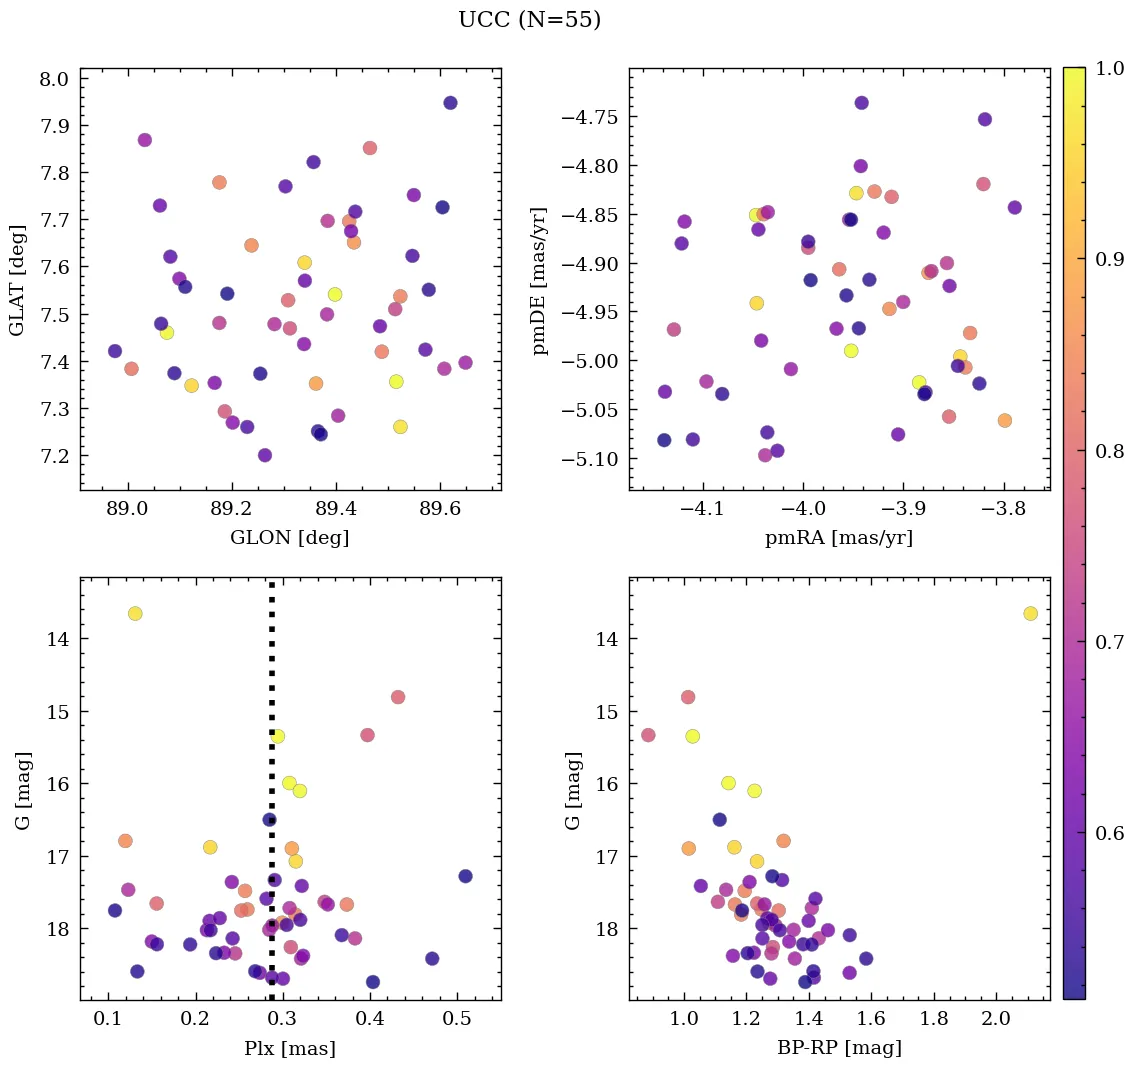 UCC (N=55)
8.0
7.9
7.8
7.7
7.6
7.5
7.4
7.3
7.2
GLAT [deg]
89.0 89.2 89.4 89.6
GLON [deg]
−4.75
−4.80
−4.85
−4.90
−4.95
−5.00
−5.05
−5.10
pmDE [mas/yr]
−4.1 −4.0 −3.9 −3.8
pmRA [mas/yr]
1.0
0.9
0.8
0.7
0.6
14
15
16
17
18
G [mag]
0.1 0.2 0.3 0.4 0.5
Plx [mas]
14
15
16
17
18
G [mag]
1.0 1.2 1.4 1.6 1.8 2.0
BP-RP [mag]